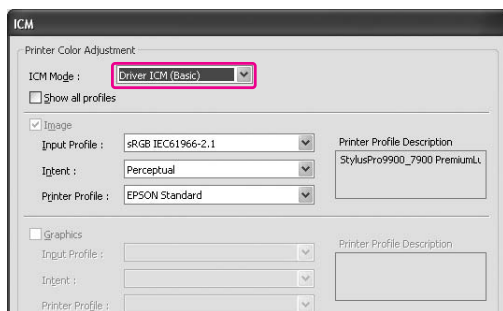 ICM
Printer Color Adjustment
ICM Mode :
Driver ICM (Basic)
Show all profiles
Image
Input Profile :
sRGB IEC61966-2.1
Printer Profile Description
Intent :
Perceptual
StylusPro9900_7900 PremiumLu
Printer Profile :
EPSON Standard
Graphics
Input Profile :
Printer Profile Description
Intent :
Printer Profile :